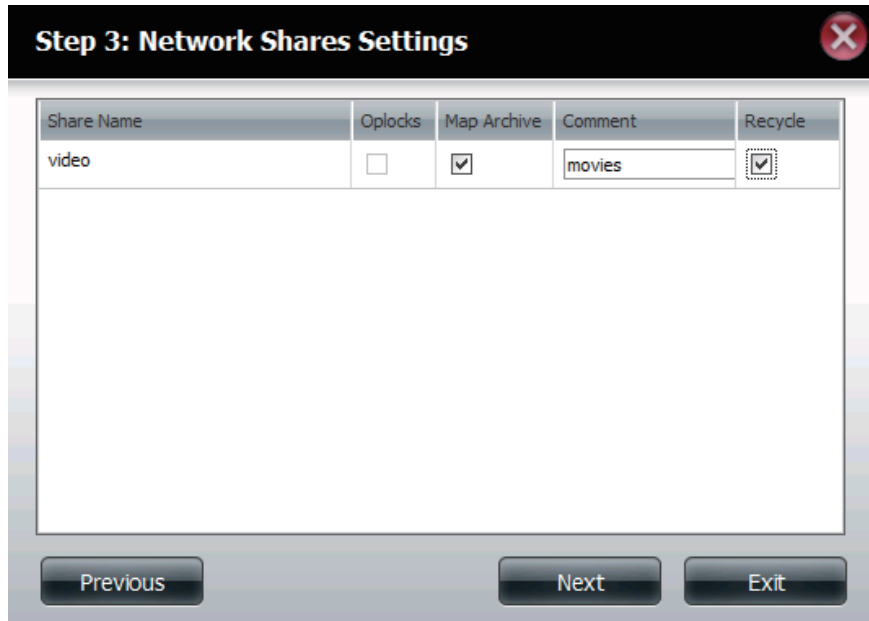 Step 3: Network Shares Settings
Share Name Oplocks Map Archive Comment Recycle
video movies
Previous Next Exit